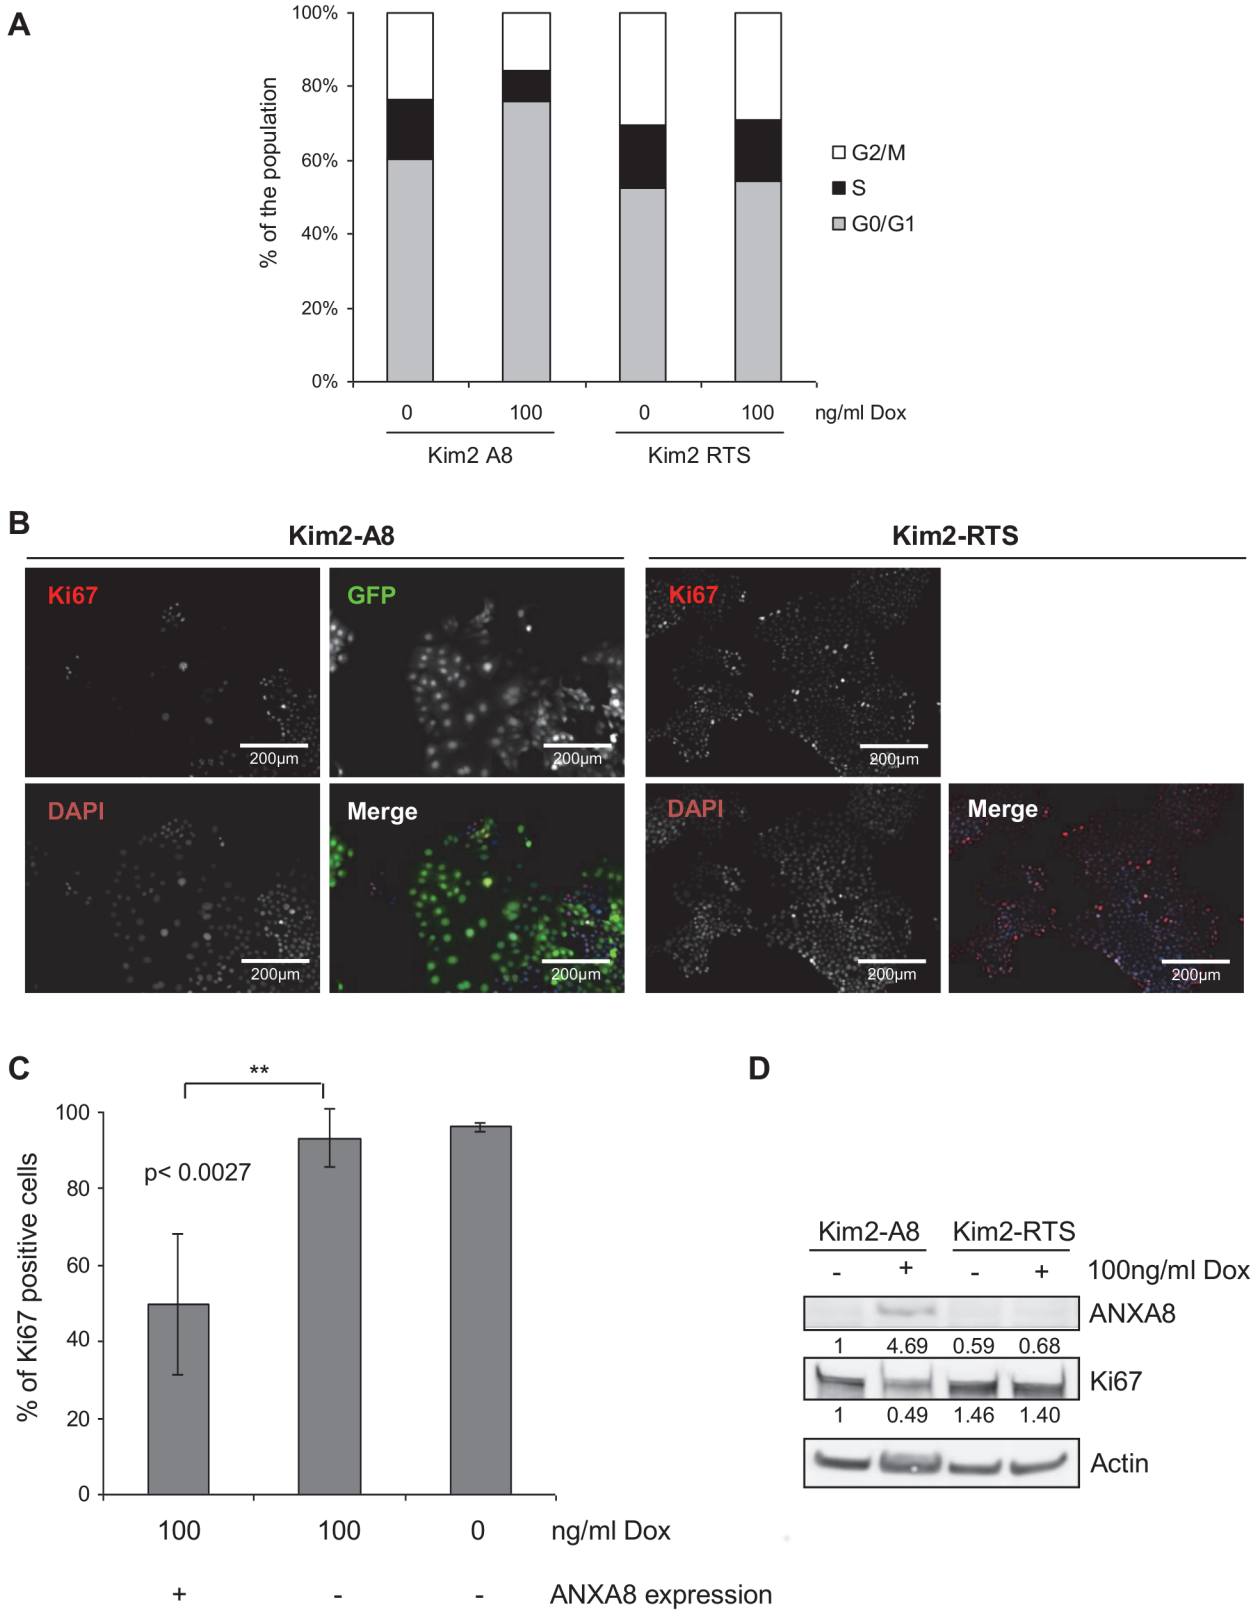 A
% of the population
100%
80%
60%
40%
20%
0%
G2/M
S
G0/G1
0 100 0 100 ng/ml Dox
Kim2 A8 Kim2 RTS
B
Kim2-A8 Kim2-RTS
Ki67 GFP Ki67
200µm 200µm 200µm
DAPI Merge DAPI Merge
200µm 200µm 200µm 200µm
C
**
% of Ki67 positive cells
100
80
60
40
20
0
p< 0.0027
100 100 0 ng/ml Dox
+ - - ANXA8 expression
D
Kim2-A8 Kim2-RTS
- + - + 100ng/ml Dox
ANXA8
1 4.69 0.59 0.68
Ki67
1 0.49 1.46 1.40
Actin